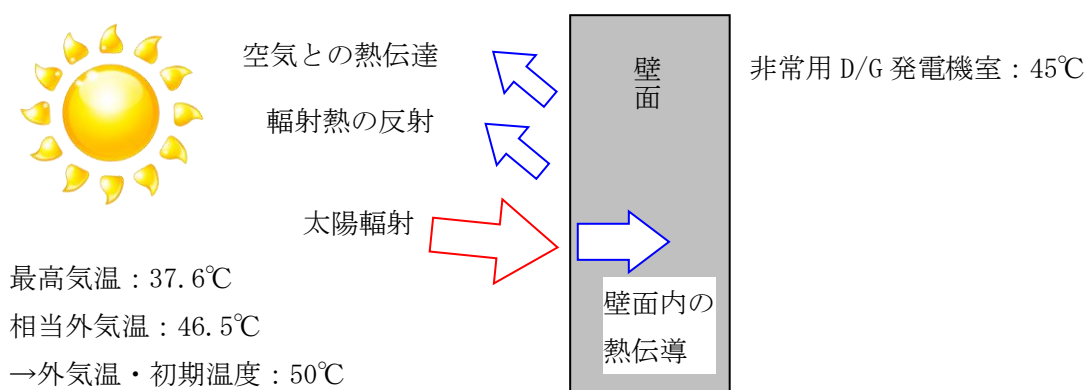 空気との熱伝達
輻射熱の反射
太陽輻射
最高気温：37.6℃
相当外気温：46.5℃
→外気温・初期温度：50℃
壁面
壁面内の
熱伝導
非常用 D/G 発電機室：45℃